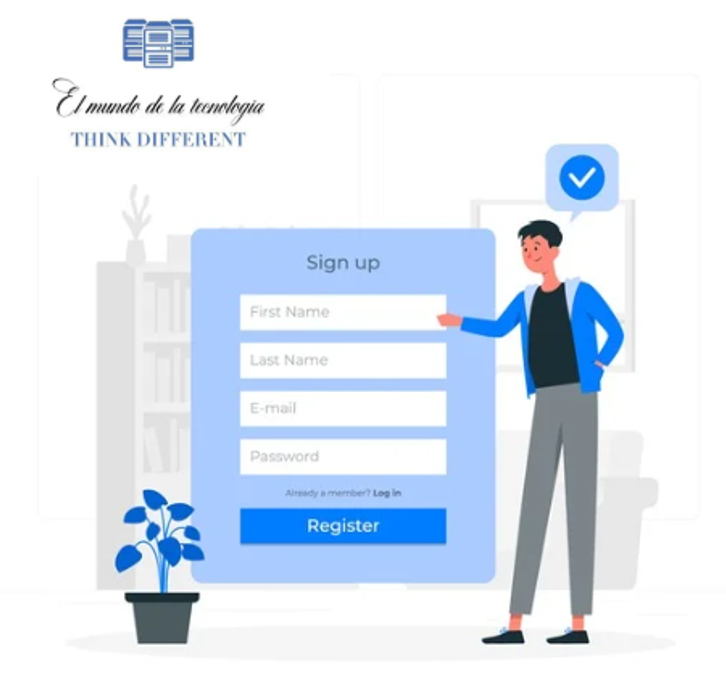 El mundo de la tecnologia
THINK DIFFERENT
Sign up
First Name
Last Name
E-mail
Password
Already a member? Log in
Register